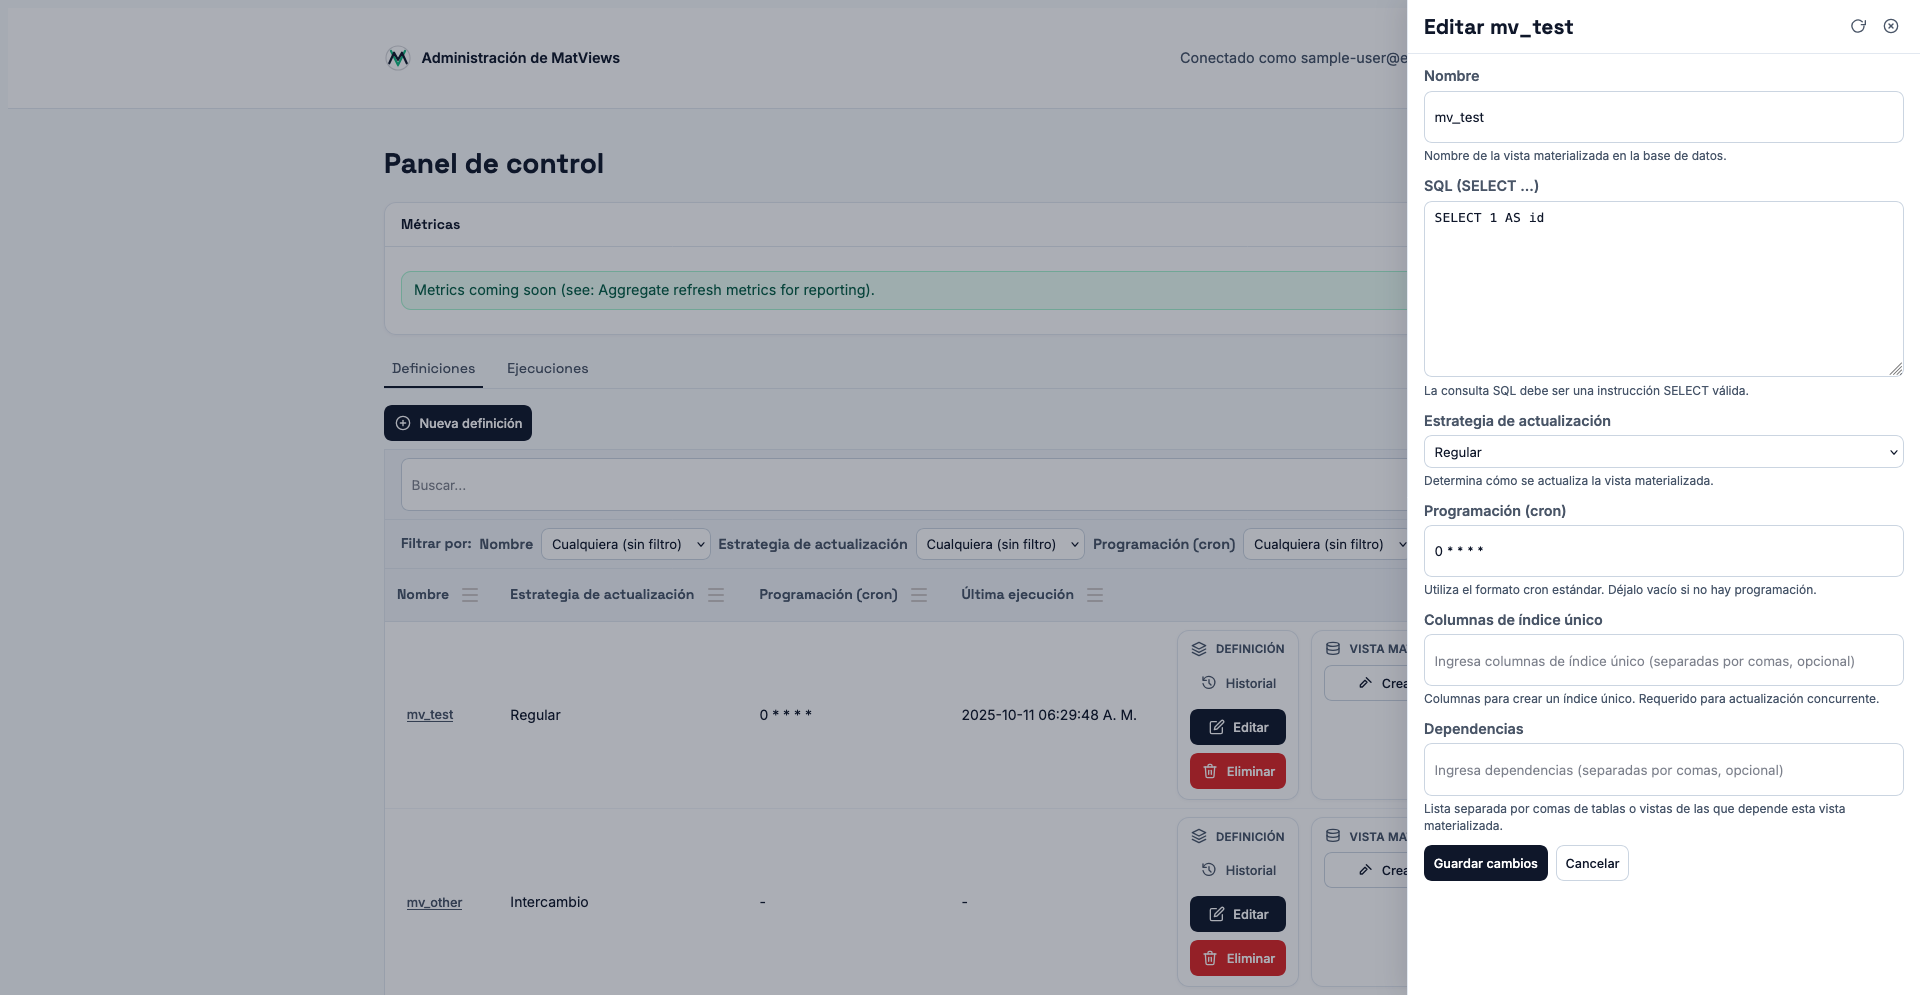 Administración de MatViews
Conectado como sample-user@e
Panel de control
Métricas
Metrics coming soon (see: Aggregate refresh metrics for reporting).
Definiciones
Ejecuciones
Nueva definición
Buscar...
Filtrar por: Nombre Cualquiera (sin filtro) Estrategia de actualización Cualquiera (sin filtro) Programación (cron) Cualquiera (sin filtro)
Nombre Estrategia de actualización Programación (cron) Última ejecución
DEFINICIÓN VISTA MA
Historial Crea
mv_test Regular 0 * * * * 2025-10-11 06:29:48 A. M.
Editar
Eliminar
DEFINICIÓN VISTA MA
Historial Crea
mv_other Intercambio - -
Editar
Eliminar
Editar mv_test
Nombre
mv_test
Nombre de la vista materializada en la base de datos.
SQL (SELECT …)
SELECT 1 AS id
La consulta SQL debe ser una instrucción SELECT válida.
Estrategia de actualización
Regular
Determina cómo se actualiza la vista materializada.
Programación (cron)
0 * * * *
Utiliza el formato cron estándar. Déjalo vacío si no hay programación.
Columnas de índice único
Ingresa columnas de índice único (separadas por comas, opcional)
Columnas para crear un índice único. Requerido para actualización concurrente.
Dependencias
Ingresa dependencias (separadas por comas, opcional)
Lista separada por comas de tablas o vistas de las que depende esta vista
materializada.
Guardar cambios
Cancelar